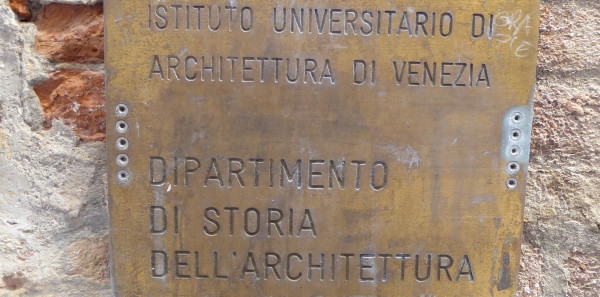 ISTITUTO UNIVERSITARIO DI
ARCHITETTURA DI VENEZIA
DIPARTIMENTO
DI STORIA
DELL'ARCHITETTURA